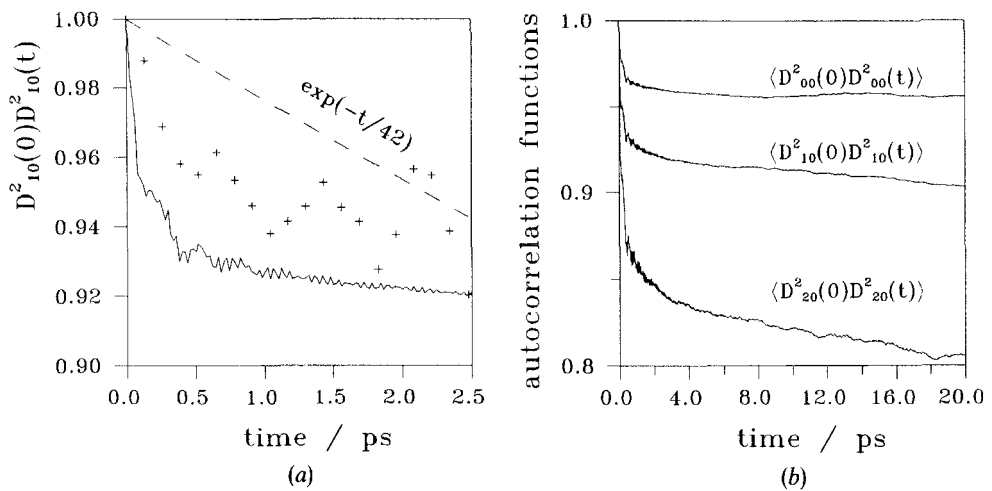 1.00
0.98
0.96
0.94
0.92
0.90
D²₁₀(0)D²₁₀(t)
exp(-t/42)
0.0 0.5 1.0 1.5 2.0 2.5
time / ps
(a)
1.0
0.9
0.8
autocorrelation functions
⟨D²₀₀(0)D²₀₀(t)⟩
⟨D²₁₀(0)D²₁₀(t)⟩
⟨D²₂₀(0)D²₂₀(t)⟩
0.0 4.0 8.0 12.0 16.0 20.0
time / ps
(b)